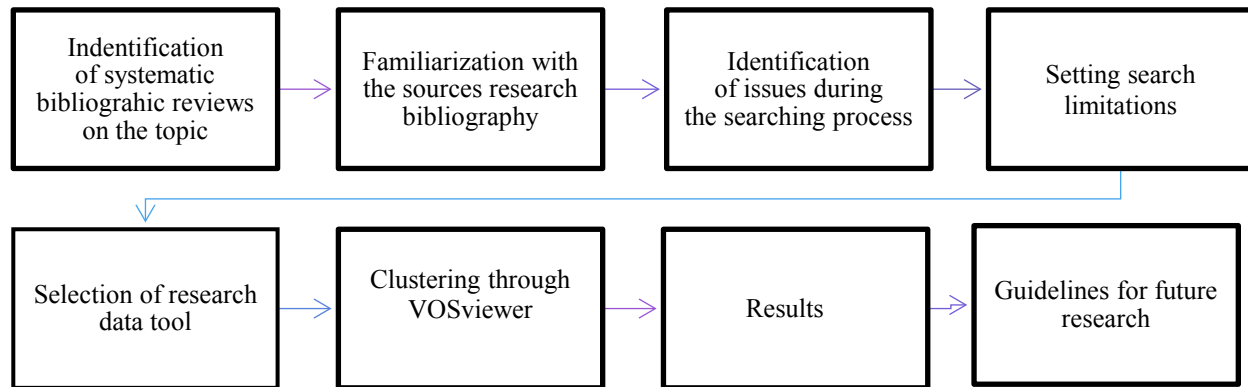 Indentification
of systematic
bibliograhic reviews
on the topic
Familiarization with
the sources research
bibliography
Identification
of issues during
the searching process
Setting search
limitations
Selection of research
data tool
Clustering through
VOSviewer
Results
Guidelines for future
research